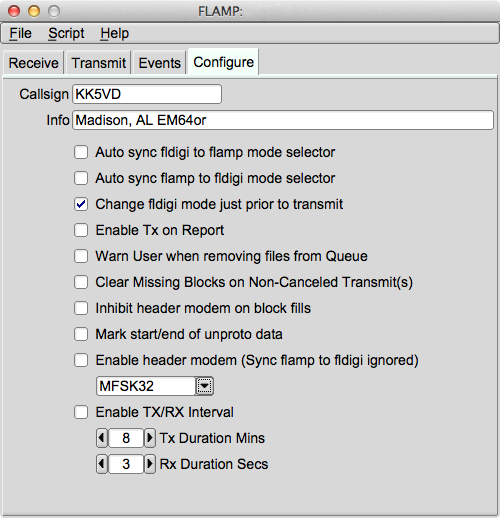 FLAMP:
File Script Help
Receive Transmit Events Configure
Callsign KK5VD
Info Madison, AL EM64or
Auto sync fldigi to flamp mode selector
Auto sync flamp to fldigi mode selector
Change fldigi mode just prior to transmit
Enable Tx on Report
Warn User when removing files from Queue
Clear Missing Blocks on Non-Canceled Transmit(s)
Inhibit header modem on block fills
Mark start/end of unproto data
Enable header modem (Sync flamp to fldigi ignored)
MFSK32
Enable TX/RX Interval
8 Tx Duration Mins
3 Rx Duration Secs